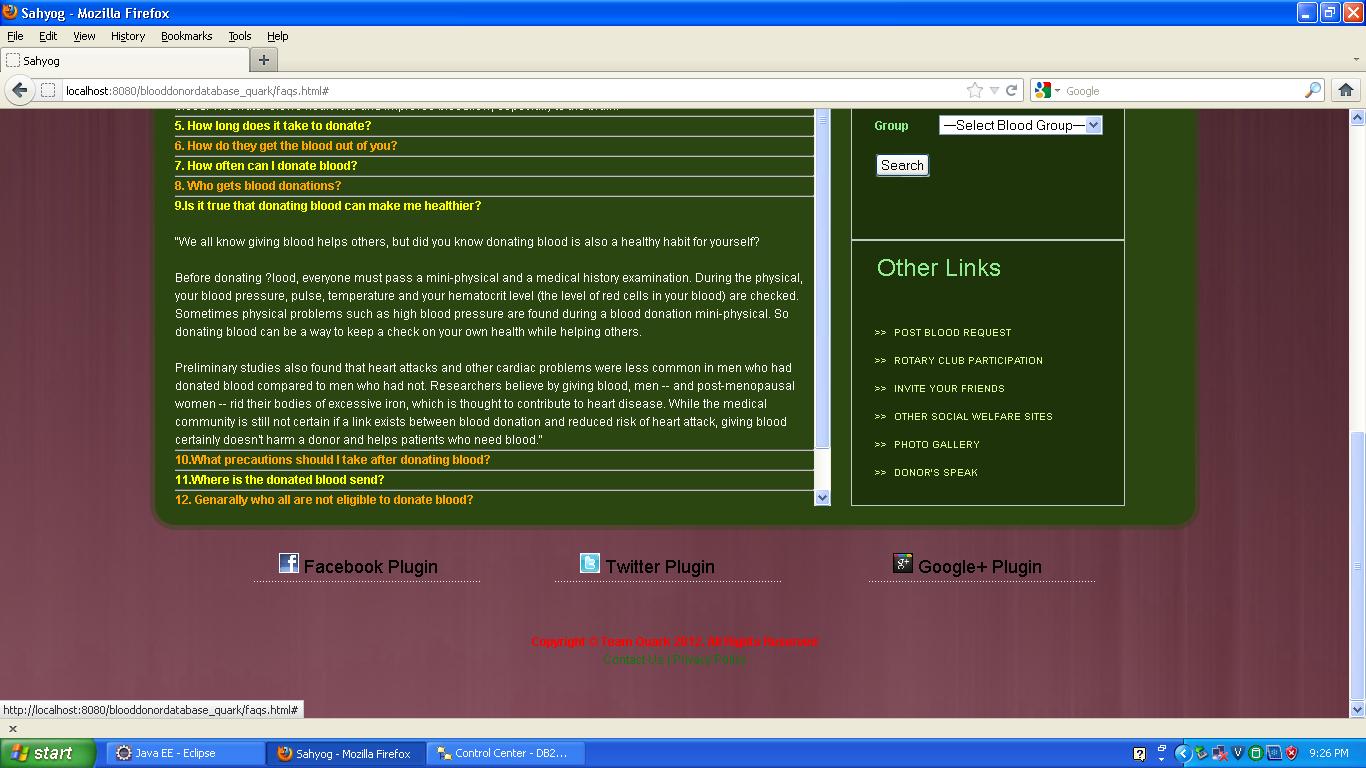 Sahyog - Mozilla Firefox
File Edit View History Bookmarks Tools Help
Sahyog
localhost:8080/blooddonordatabase_quark/faqs.html#
Google
5. How long does it take to donate?
6. How do they get the blood out of you?
7. How often can I donate blood?
8. Who gets blood donations?
9.Is it true that donating blood can make me healthier?
"We all know giving blood helps others, but did you know donating blood is also a healthy habit for yourself?
Before donating ?lood, everyone must pass a mini-physical and a medical history examination. During the physical,
your blood pressure, pulse, temperature and your hematocrit level (the level of red cells in your blood) are checked.
Sometimes physical problems such as high blood pressure are found during a blood donation mini-physical. So
donating blood can be a way to keep a check on your own health while helping others.
Preliminary studies also found that heart attacks and other cardiac problems were less common in men who had
donated blood compared to men who had not. Researchers believe by giving blood, men -- and post-menopausal
women -- rid their bodies of excessive iron, which is thought to contribute to heart disease. While the medical
community is still not certain if a link exists between blood donation and reduced risk of heart attack, giving blood
certainly doesn't harm a donor and helps patients who need blood."
10.What precautions should I take after donating blood?
11.Where is the donated blood send?
12. Genarally who all are not eligible to donate blood?
Group
---Select Blood Group---
Search
Other Links
>> POST BLOOD REQUEST
>> ROTARY CLUB PARTICIPATION
>> INVITE YOUR FRIENDS
>> OTHER SOCIAL WELFARE SITES
>> PHOTO GALLERY
>> DONOR'S SPEAK
Facebook Plugin
Twitter Plugin
Google+ Plugin
Copyright © Team Quark 2012. All Rights Reserved
Contact Us | Privacy Policy
http://localhost:8080/blooddonordatabase_quark/faqs.html#
start
Java EE - Eclipse
Sahyog - Mozilla Firefox
Control Center - DB2...
9:26 PM